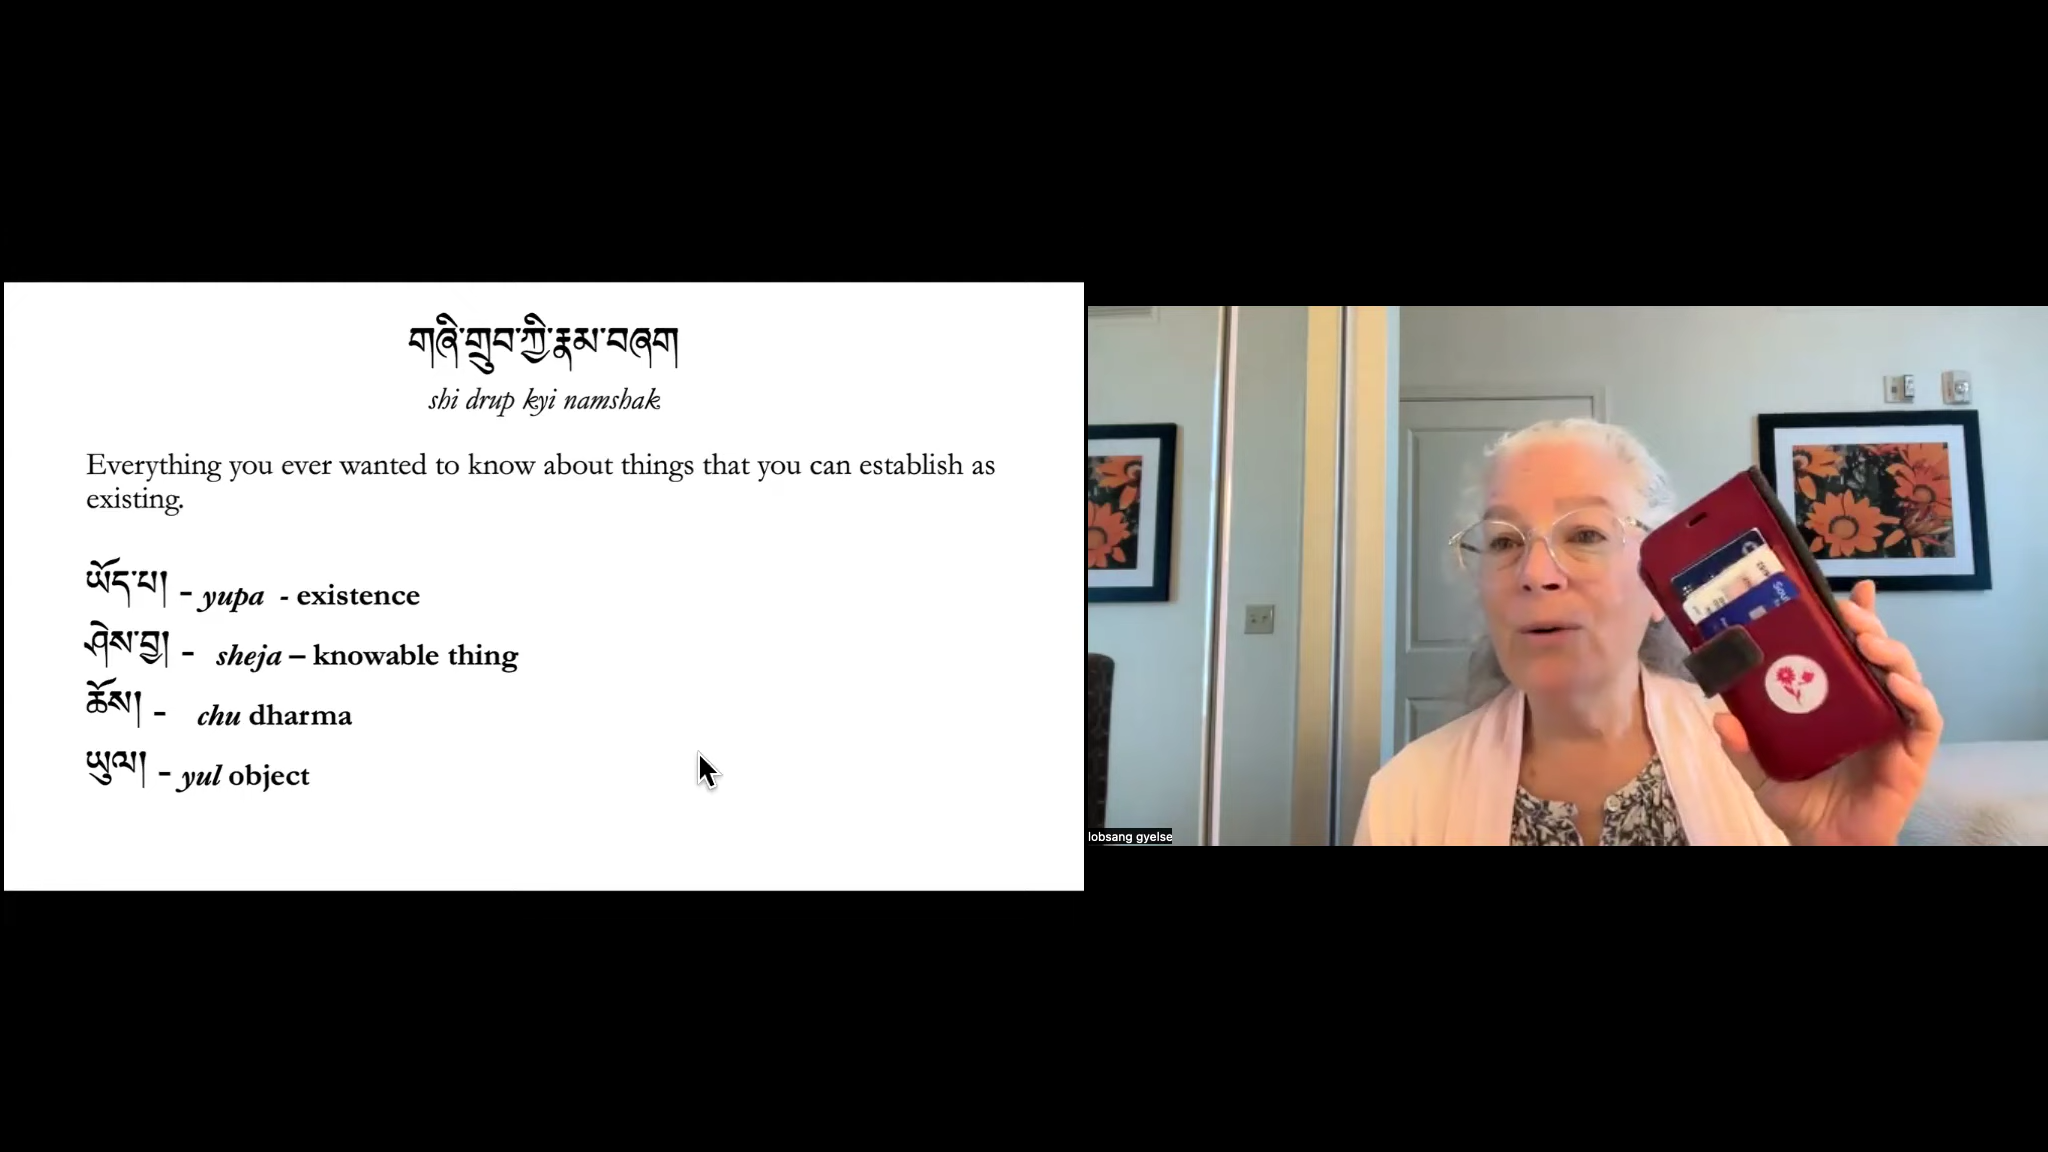 གཞི་གྲུབ་ཀྱི་རྣམ་བཞག
shi drup kyi namshak
Everything you ever wanted to know about things that you can establish as
existing.
ཡོད་པ། - yupa - existence
ཤེས་བྱ། - sheja – knowable thing
ཆོས། - chu dharma
ཡུལ། - yul object
lobsang gyelse